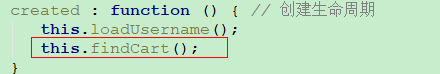 created : function () { // 创建生命周期
this.loadUsername();
this.findCart();
}